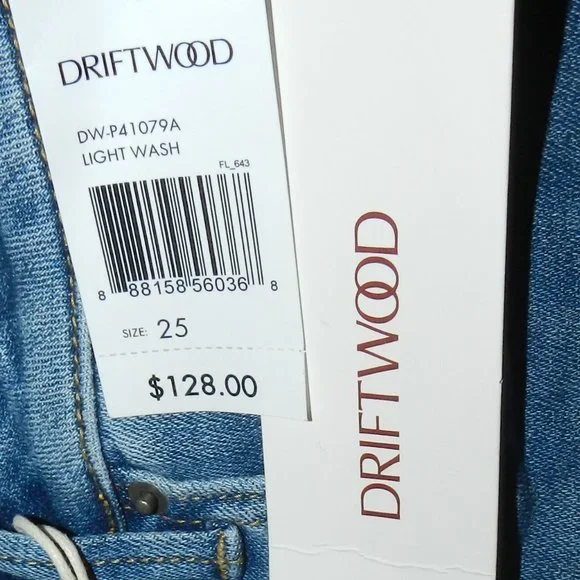 DRIFTWOOD
DW-P41079A
LIGHT WASH
FL_643
8 88158 56036 8
SIZE: 25
$128.00
DRIFTWOOD